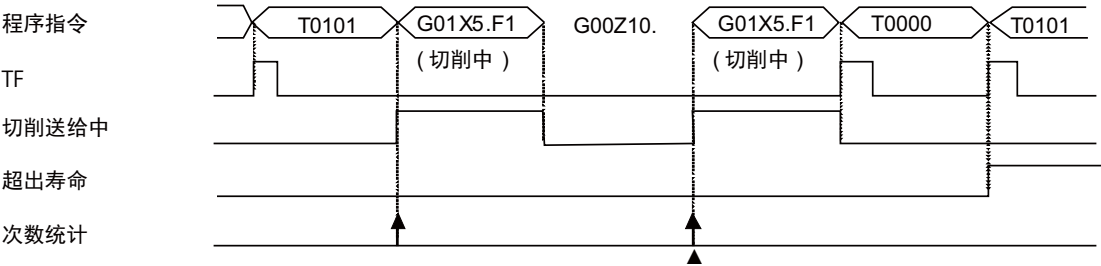 程序指令 T0101 G01X5.F1 G00Z10. G01X5.F1 T0000 T0101
(切削中) (切削中)
TF
切削送给中
超出寿命
次数统计